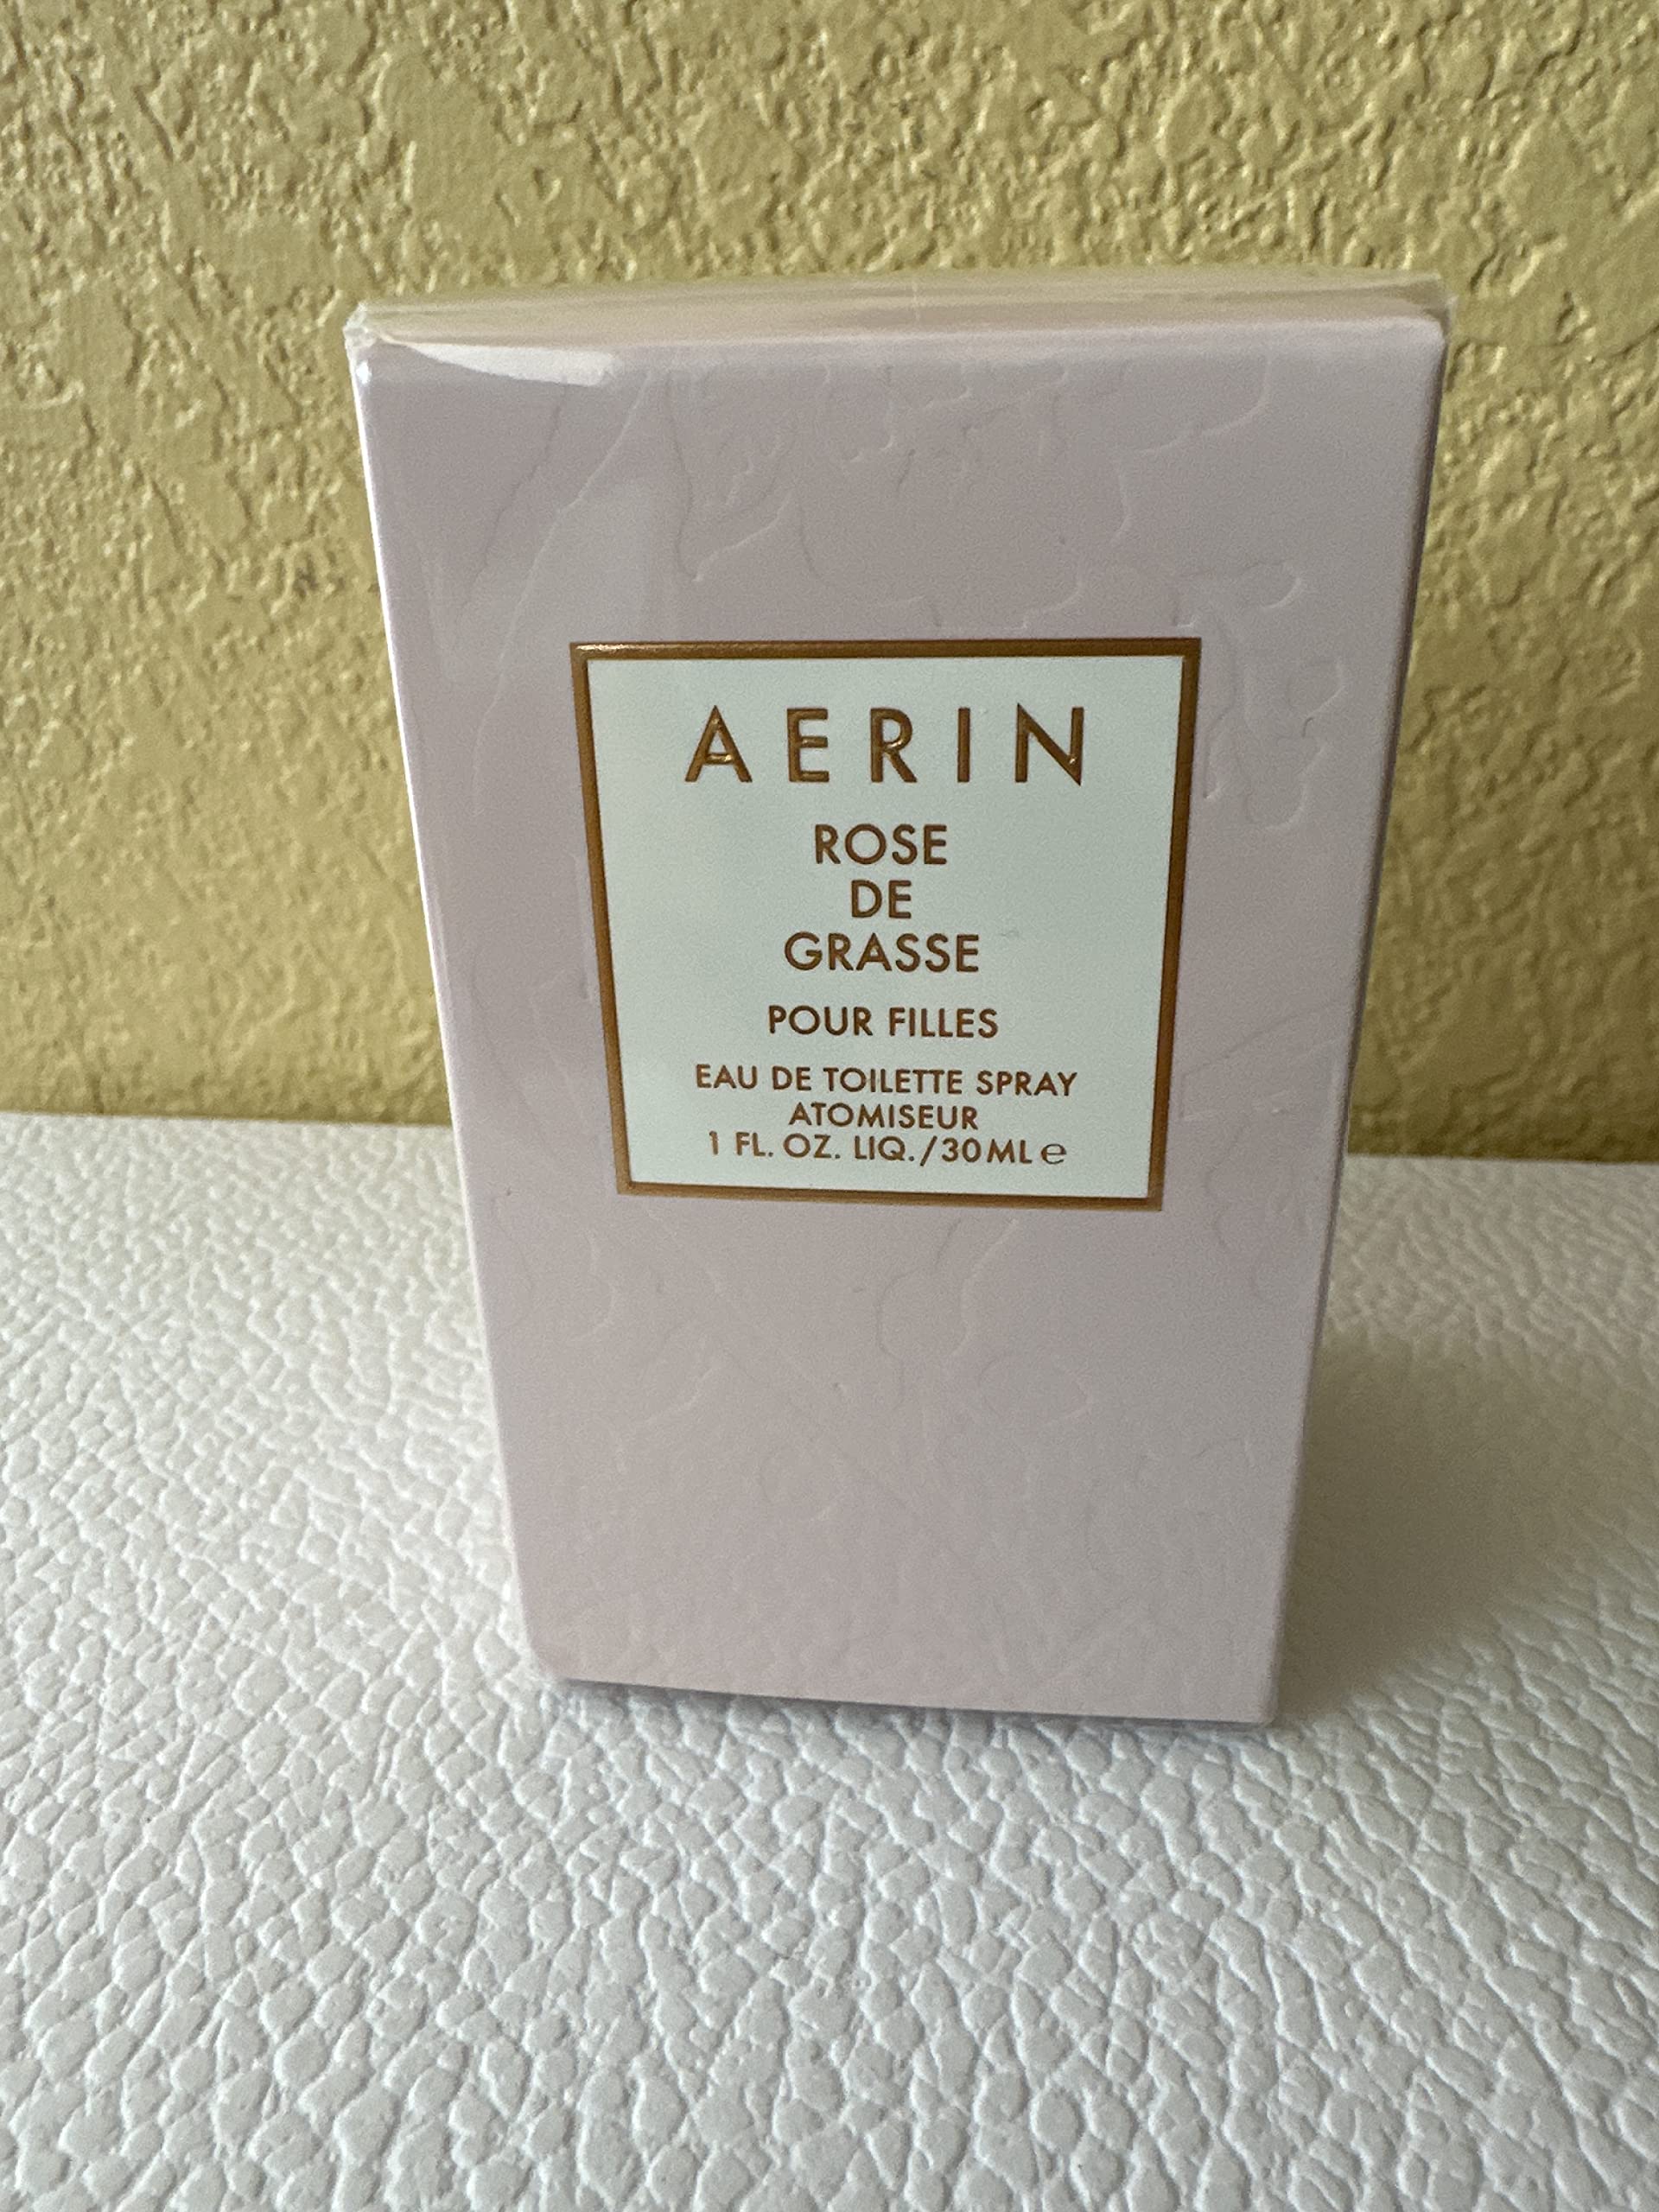 AERIN
ROSE
DE
GRASSE
POUR FILLES
EAU DE TOILETTE SPRAY
ATOMISEUR
1 FL. OZ. LIQ./30ML ℮